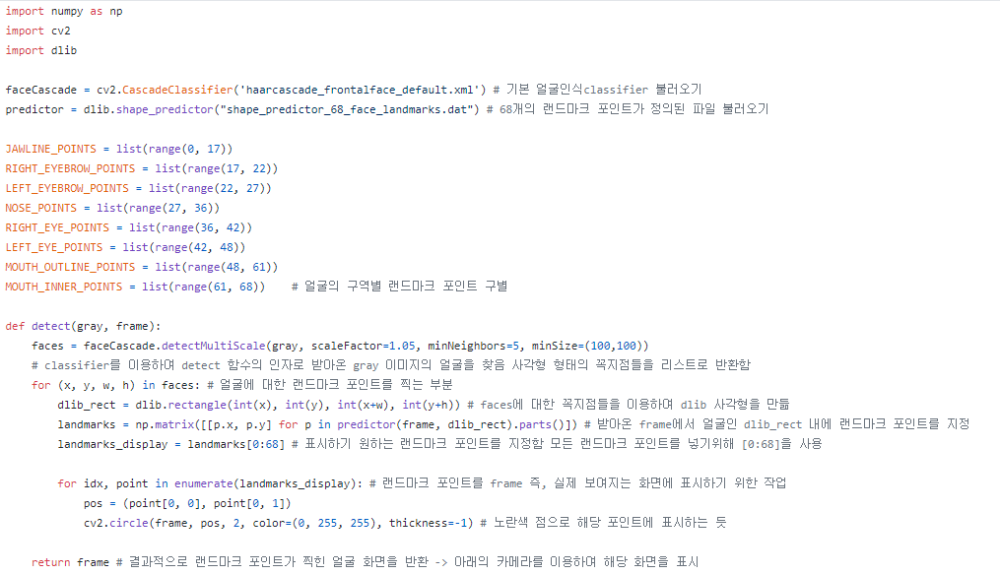 import numpy as np
import cv2
import dlib

faceCascade = cv2.CascadeClassifier('haarcascade_frontalface_default.xml') # 기본 얼굴인식classifier 불러오기
predictor = dlib.shape_predictor("shape_predictor_68_face_landmarks.dat") # 68개의 랜드마크 포인트가 정의된 파일 불러오기

JAWLINE_POINTS = list(range(0, 17))
RIGHT_EYEBROW_POINTS = list(range(17, 22))
LEFT_EYEBROW_POINTS = list(range(22, 27))
NOSE_POINTS = list(range(27, 36))
RIGHT_EYE_POINTS = list(range(36, 42))
LEFT_EYE_POINTS = list(range(42, 48))
MOUTH_OUTLINE_POINTS = list(range(48, 61))
MOUTH_INNER_POINTS = list(range(61, 68))    # 얼굴의 구역별 랜드마크 포인트 구별

def detect(gray, frame):
    faces = faceCascade.detectMultiScale(gray, scaleFactor=1.05, minNeighbors=5, minSize=(100,100))
    # classifier를 이용하여 detect 함수의 인자로 받아온 gray 이미지의 얼굴을 찾음 사각형 형태의 꼭지점들을 리스트로 반환함
    for (x, y, w, h) in faces: # 얼굴에 대한 랜드마크 포인트를 찍는 부분
        dlib_rect = dlib.rectangle(int(x), int(y), int(x+w), int(y+h)) # faces에 대한 꼭지점들을 이용하여 dlib 사각형을 만듦
        landmarks = np.matrix([[p.x, p.y] for p in predictor(frame, dlib_rect).parts()]) # 받아온 frame에서 얼굴인 dlib_rect 내에 랜드마크 포인트를 지정
        landmarks_display = landmarks[0:68] # 표시하기 원하는 랜드마크 포인트를 지정함 모든 랜드마크 포인트를 넣기위해 [0:68]을 사용

        for idx, point in enumerate(landmarks_display): # 랜드마크 포인트를 frame 즉, 실제 보여지는 화면에 표시하기 위한 작업
            pos = (point[0, 0], point[0, 1])
            cv2.circle(frame, pos, 2, color=(0, 255, 255), thickness=-1) # 노란색 점으로 해당 포인트에 표시하는 듯

    return frame # 결과적으로 랜드마크 포인트가 찍힌 얼굴 화면을 반환 -> 아래의 카메라를 이용하여 해당 화면을 표시